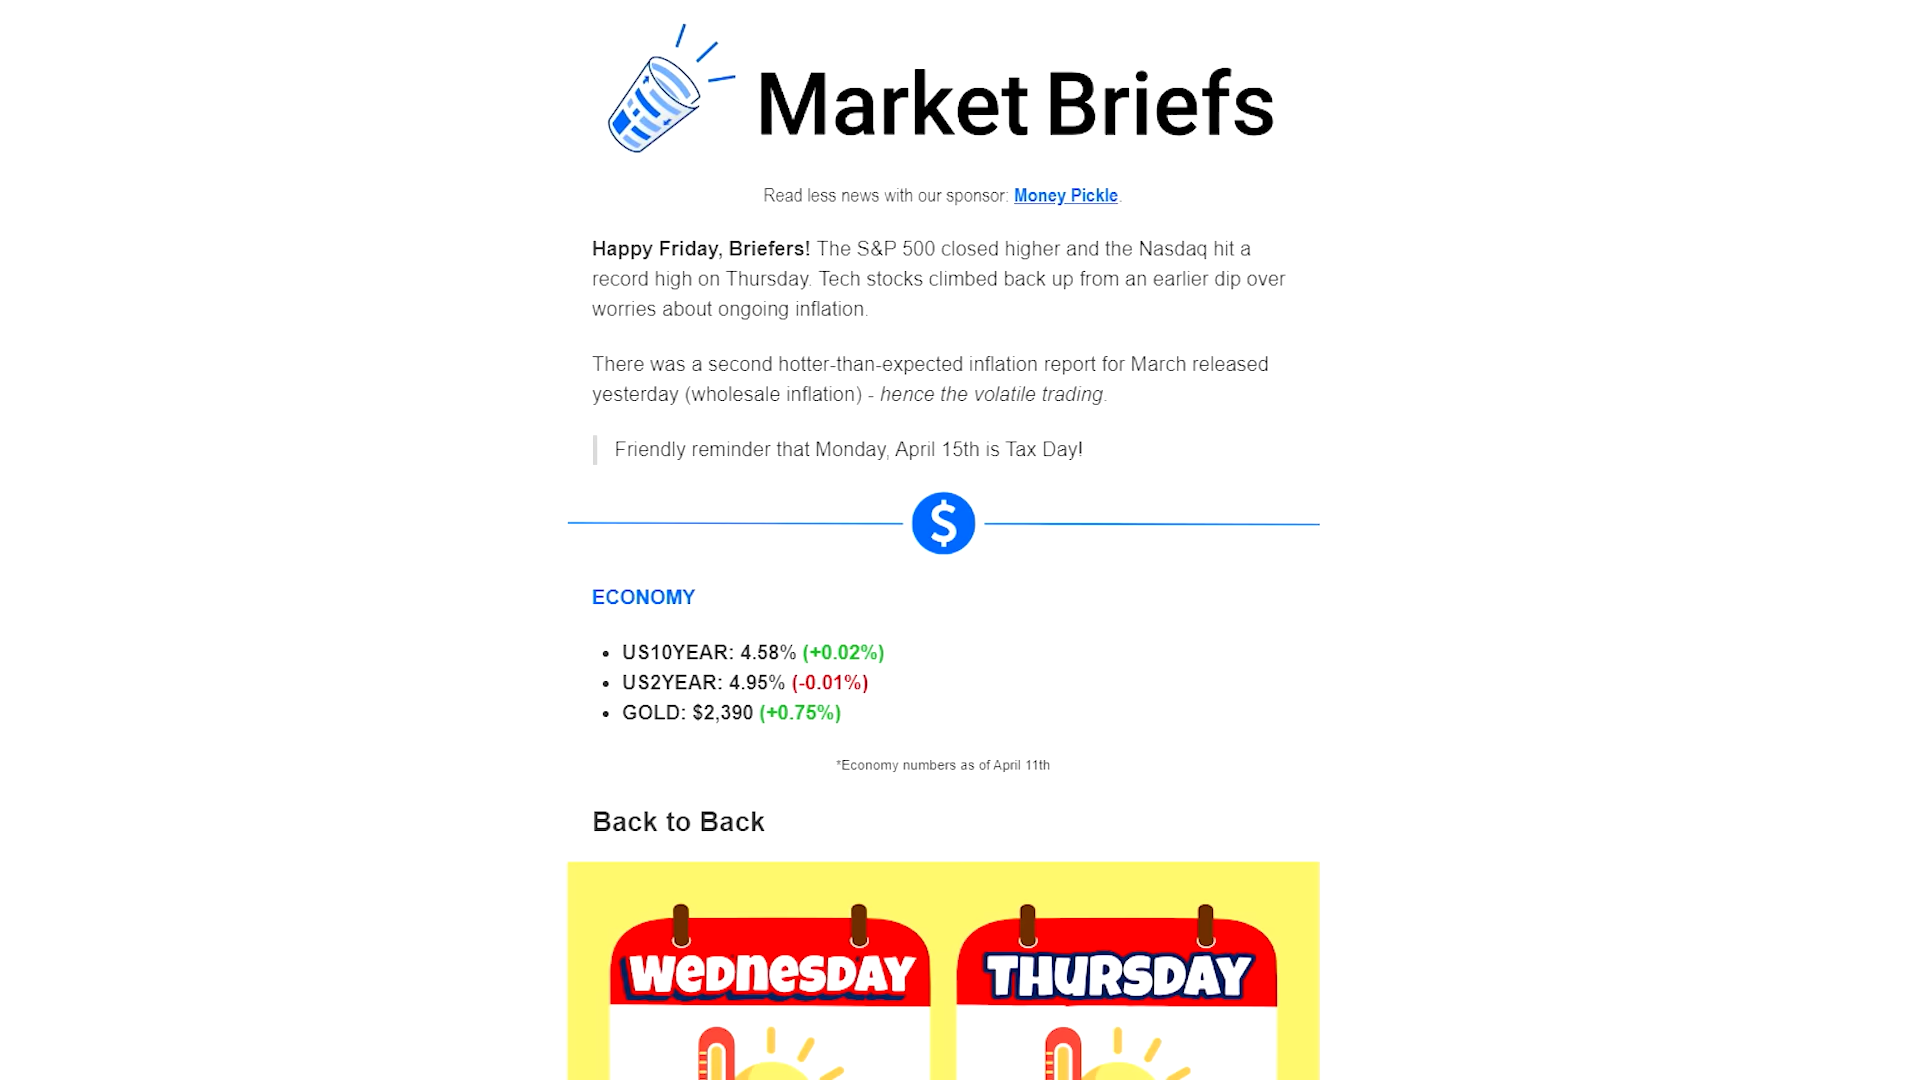 Market Briefs
Read less news with our sponsor: Money Pickle.
Happy Friday, Briefers! The S&P 500 closed higher and the Nasdaq hit a
record high on Thursday. Tech stocks climbed back up from an earlier dip over
worries about ongoing inflation.
There was a second hotter-than-expected inflation report for March released
yesterday (wholesale inflation) - hence the volatile trading.
Friendly reminder that Monday, April 15th is Tax Day!
$
ECONOMY
• US10YEAR: 4.58% (+0.02%)
• US2YEAR: 4.95% (-0.01%)
• GOLD: $2,390 (+0.75%)
*Economy numbers as of April 11th
Back to Back
WEDNESDAY
THURSDAY